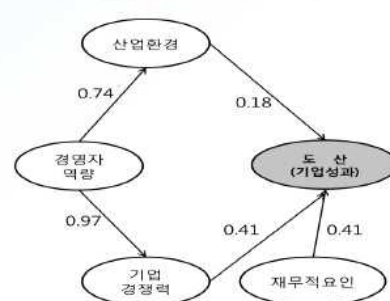 산업환경
0.74
0.18
경영자
역량
도 산
(기업성과)
0.97
0.41
0.41
기업
경쟁력
재무적요인